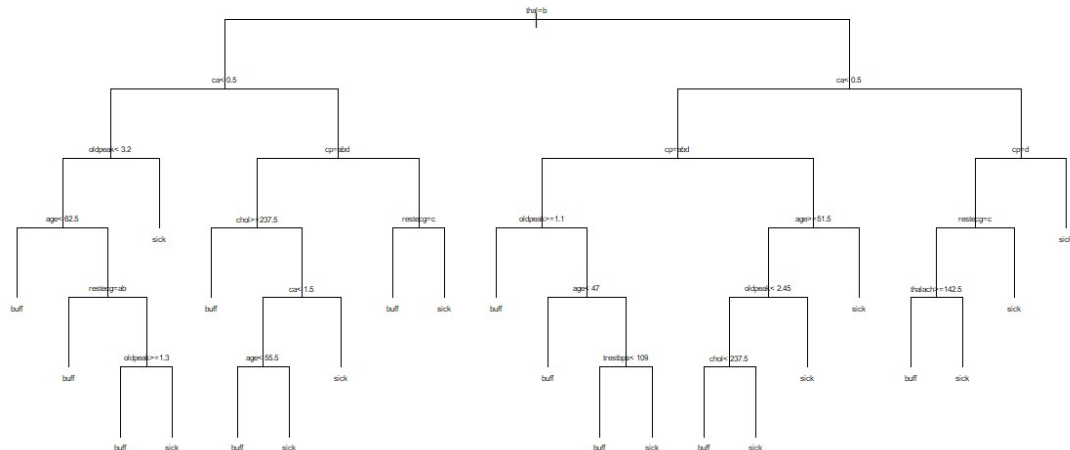 thal=b
ca< 0.5
ca< 0.5
oldpeak< 3.2
cp=abd
cp=abd
cp=d
age< 62.5
sick
chol>=237.5
restecg=c
oldpeak>=1.1
age>=51.5
restecg=c
sick
buff
restecg=ab
buff
ca< 1.5
buff
sick
buff
age< 47
oldpeak< 2.45
sick
thalach>=142.5
sick
buff
oldpeak>=1.3
age< 55.5
sick
buff
trestbps< 109
chol< 237.5
sick
buff
sick
buff
sick
buff
sick
buff
sick
buff
sick